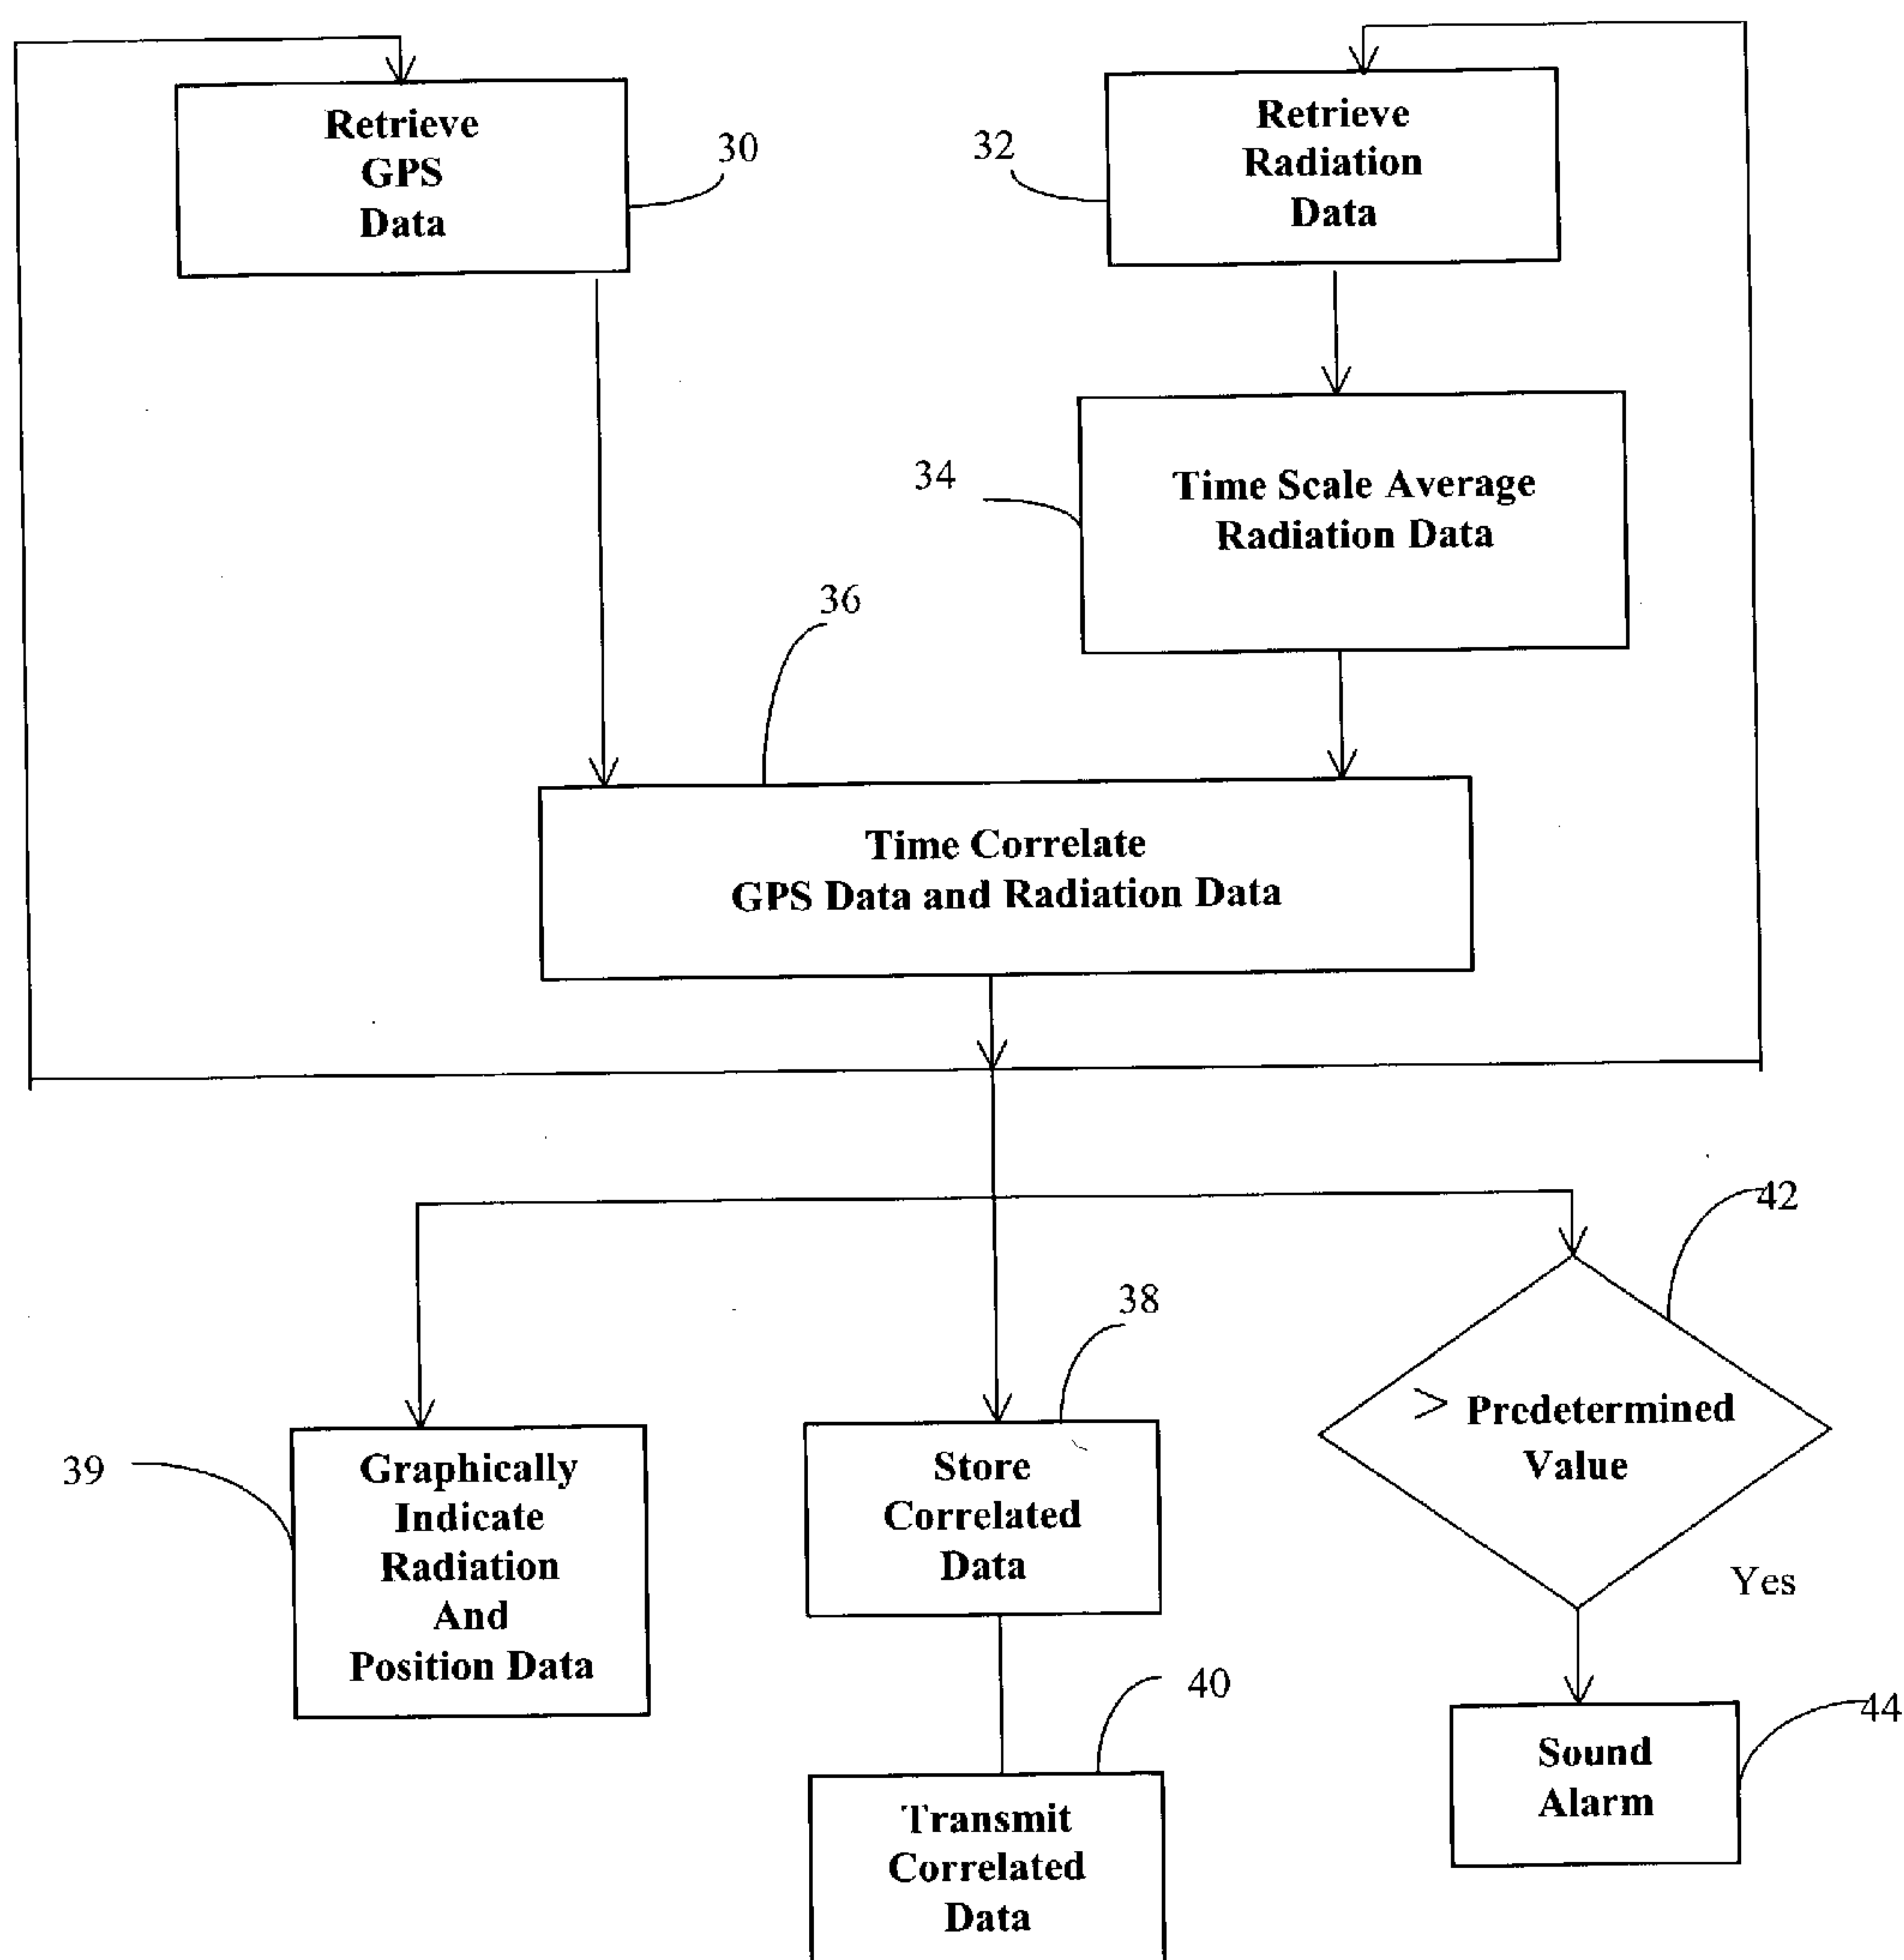 Retrieve
GPS
Data
30
32
Retrieve
Radiation
Data
34
Time Scale Average
Radiation Data
36
Time Correlate
GPS Data and Radiation Data
42
38
> Predetermined
Value
39
Graphically
Indicate
Radiation
And
Position Data
Store
Correlated
Data
Yes
40
44
Sound
Alarm
Transmit
Correlated
Data